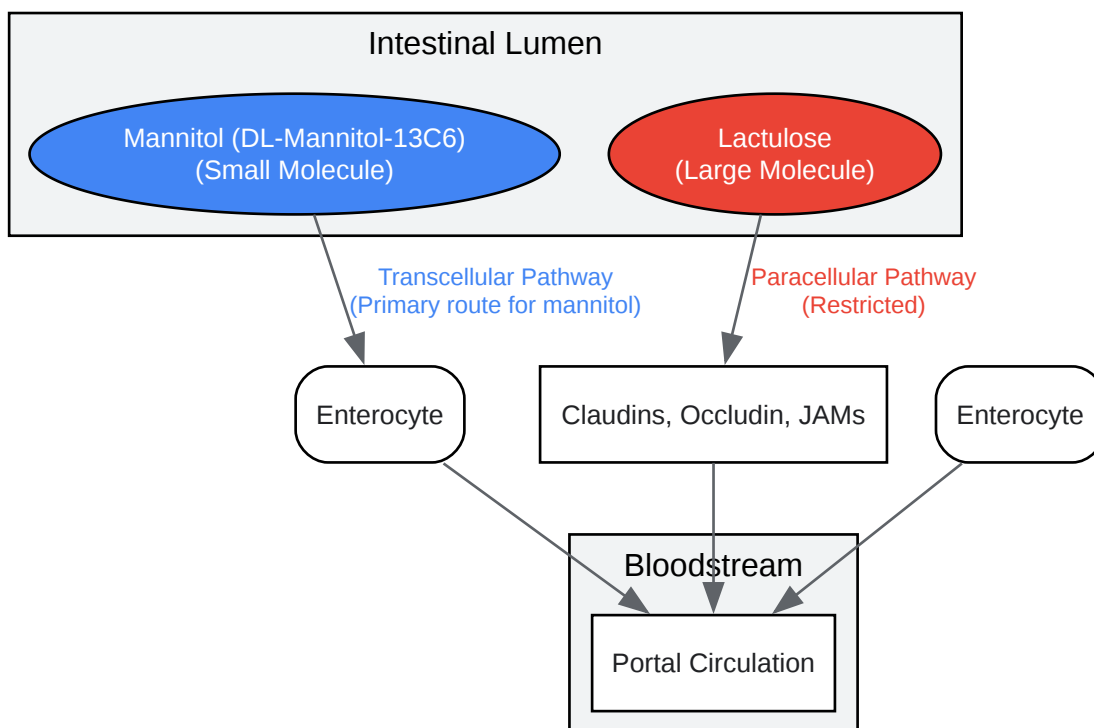 Intestinal Lumen
Mannitol (DL-Mannitol-13C6)
(Small Molecule)
Lactulose
(Large Molecule)
Transcellular Pathway
(Primary route for mannitol)
Paracellular Pathway
(Restricted)
Enterocyte
Claudins, Occludin, JAMs
Enterocyte
Bloodstream
Portal Circulation